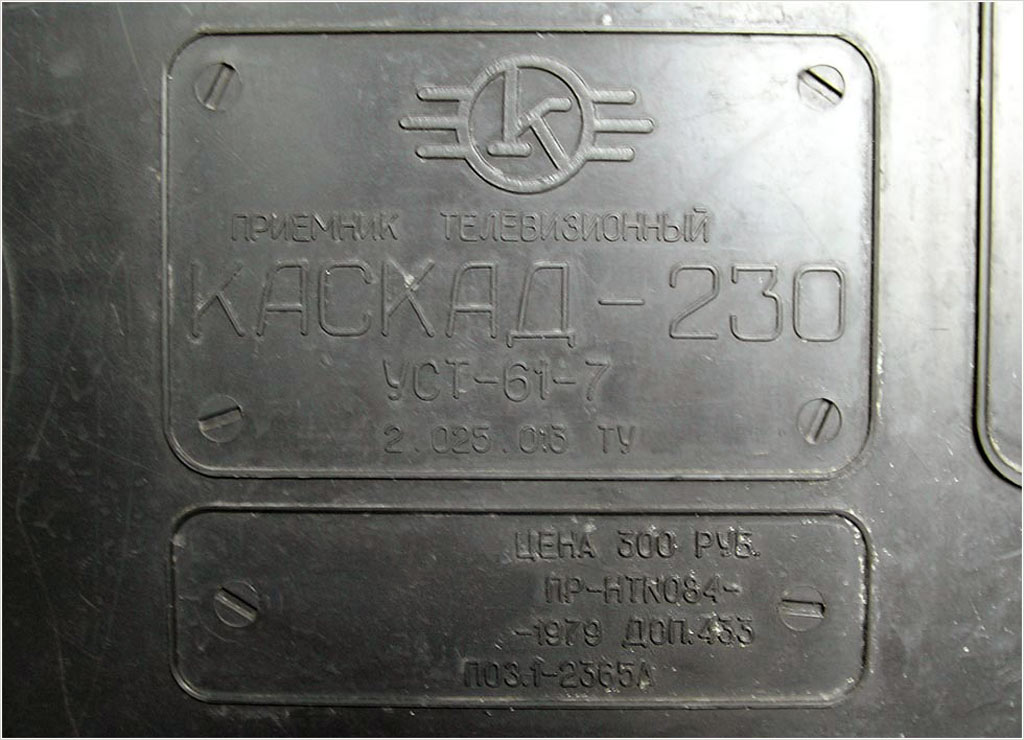 К
ПРИЕМНИК ТЕЛЕВИЗИОННЫЙ
КАСКАД-230
УСТ-61-7
2.025.013 ТУ
ЦЕНА 300 РУБ.
ПР-НТК084-
-1979 ДОП.433
ПОЗ.1-2365А